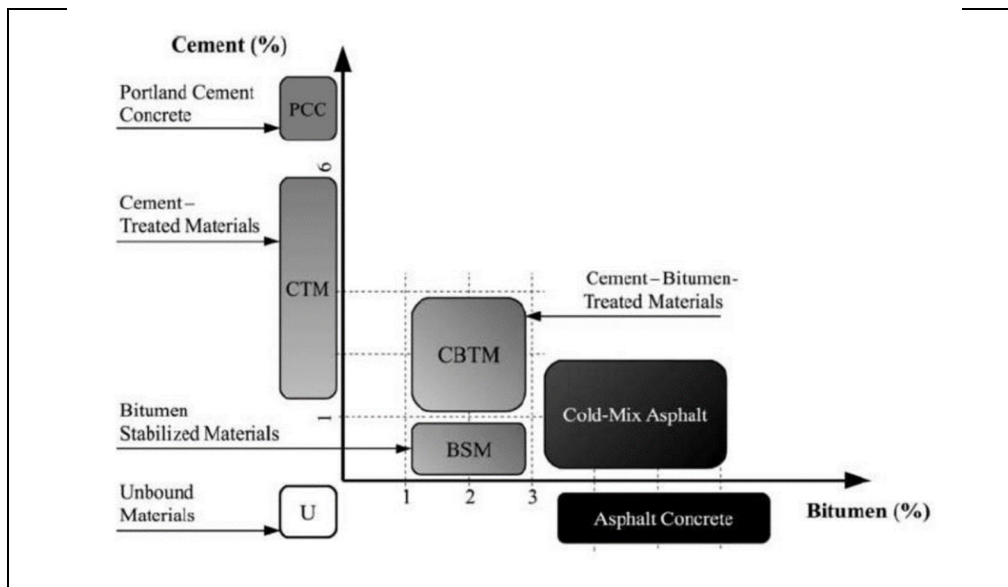 Cement (%)
Portland Cement
Concrete
PCC
6
Cement–
Treated Materials
CTM
Cement–Bitumen-
Treated Materials
CBTM
Cold-Mix Asphalt
Bitumen
Stabilized Materials
1
BSM
Unbound
Materials
U
1 2 3
Asphalt Concrete
Bitumen (%)